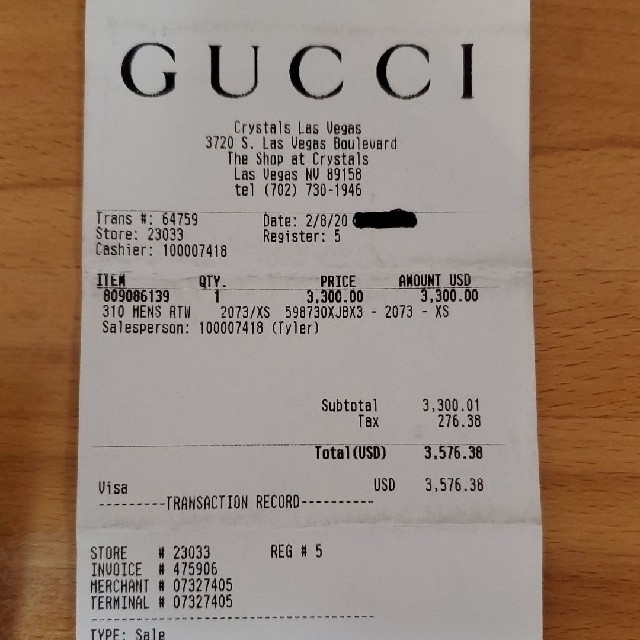 GUCCI
Crystals Las Vegas
3720 S. Las Vegas Boulevard
The Shop at Crystals
Las Vegas NV 89158
tel (702) 730-1946
Trans #: 64759 Date: 2/8/20
Store: 23033 Register: 5
Cashier: 100007418
ITEM QTY. PRICE AMOUNT USD
809086139 1 3,300.00 3,300.00
310 MENS RTW 2073/XS 598730XJBX3 - 2073 - XS
Salesperson: 100007418 (Tyler)
Subtotal 3,300.01
Tax 276.38
Total(USD) 3,576.38
Visa USD 3,576.38
----------TRANSACTION RECORD-----------
STORE # 23033 REG # 5
INVOICE # 475906
MERCHANT # 07327405
TERMINAL # 07327405
TYPE: Sale